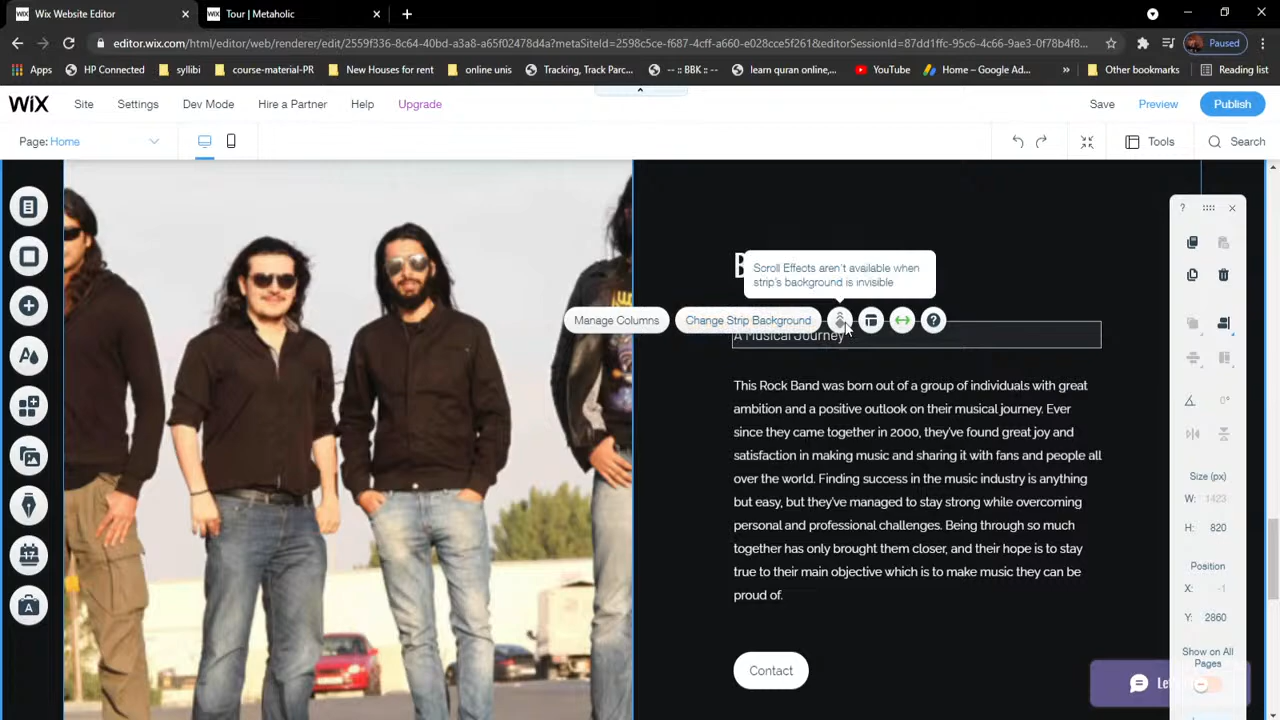 Wix Website Editor
Tour | Metaholic
editor.wix.com/html/editor/web/renderer/edit/2559f336-8c64-40bd-a3a8-a65f02478d4a?metaSiteId=2598c5ce-f687-4cff-a660-e028cce5f261&editorSessionId=87dd1ffc-95c6-4c66-9ae3-0f78b4f8...
Paused
Apps
HP Connected
syllibi
course-material-PR
New Houses for rent
online unis
Tracking, Track Parc...
-- :: BBK :: --
learn quran online,...
YouTube
Home – Google Ad...
»
Other bookmarks
Reading list
WiX
Site
Settings
Dev Mode
Hire a Partner
Help
Upgrade
Save
Preview
Publish
Page: Home
Tools
Search
Scroll Effects aren't available when
strip's background is invisible
Manage Columns
Change Strip Background
?
A Musical Journey
This Rock Band was born out of a group of individuals with great
ambition and a positive outlook on their musical journey. Ever
since they came together in 2000, they've found great joy and
satisfaction in making music and sharing it with fans and people all
over the world. Finding success in the music industry is anything
but easy, but they've managed to stay strong while overcoming
personal and professional challenges. Being through so much
together has only brought them closer, and their hope is to stay
true to their main objective which is to make music they can be
proud of.
Contact
?
0°
Size (px)
W: 1423
H: 820
Position
X: -1
Y: 2860
Show on All
Pages
17
A